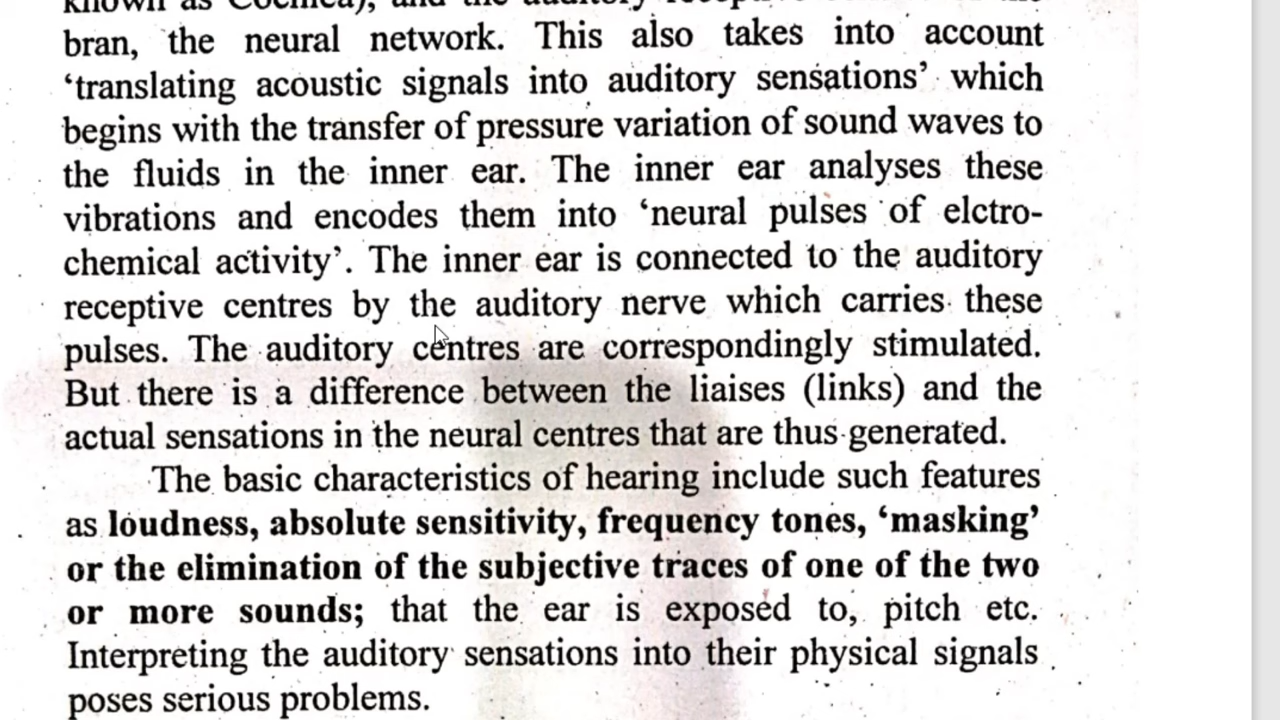 bran, the neural network. This also takes into account
‘translating acoustic signals into auditory sensations’ which
begins with the transfer of pressure variation of sound waves to
the fluids in the inner ear. The inner ear analyses these
vibrations and encodes them into ‘neural pulses of elctro-
chemical activity’. The inner ear is connected to the auditory
receptive centres by the auditory nerve which carries these
pulses. The auditory centres are correspondingly stimulated.
But there is a difference between the liaises (links) and the
actual sensations in the neural centres that are thus generated.
The basic characteristics of hearing include such features
as loudness, absolute sensitivity, frequency tones, ‘masking’
or the elimination of the subjective traces of one of the two
or more sounds; that the ear is exposed to, pitch etc.
Interpreting the auditory sensations into their physical signals
poses serious problems.